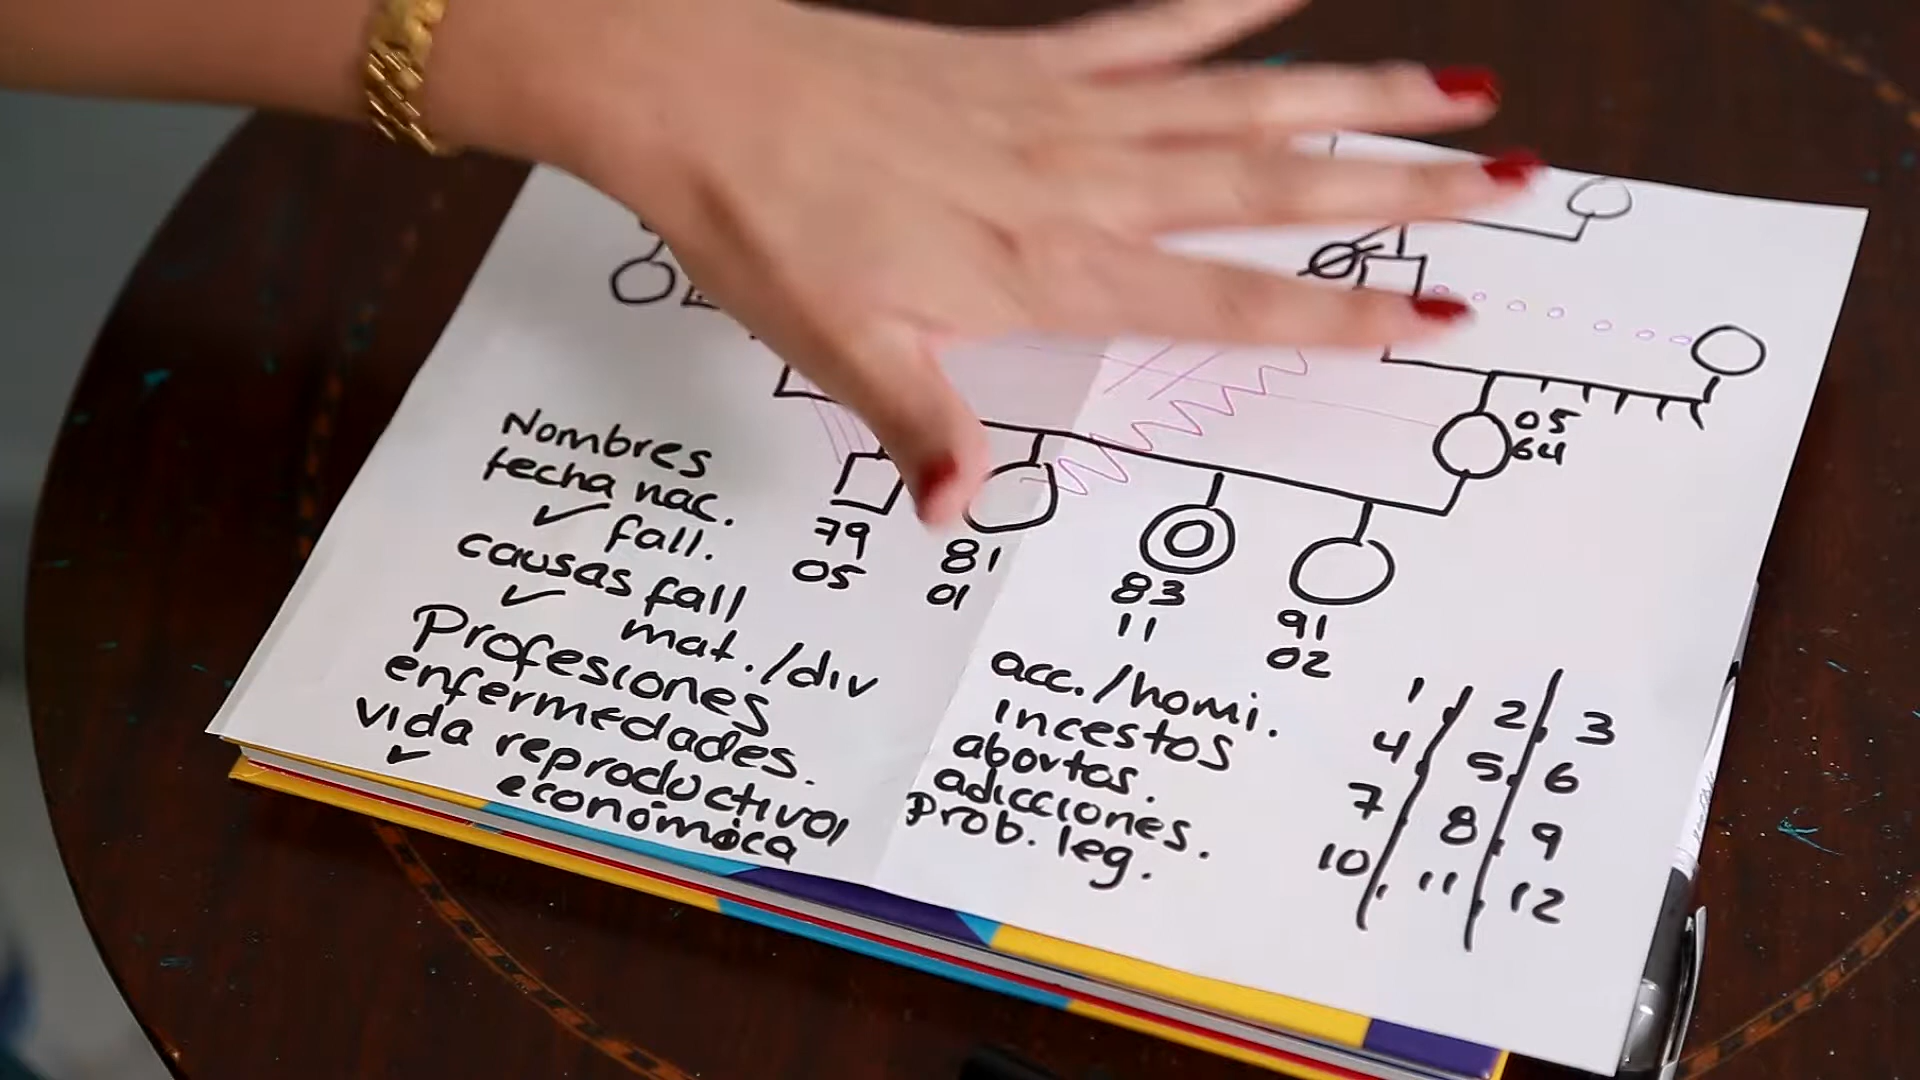 05
64
79
05
81
01
83
11
91
02
Nombres
fecha nac.
✓ fall.
causas fall
✓ mat./div
Profesiones
enfermedades.
vida reproductiva
✓ económica
acc./homi.
incestos
abortos.
adicciones.
Prob. leg.
1 2 3
4 5 6
7 8 9
10 11 12